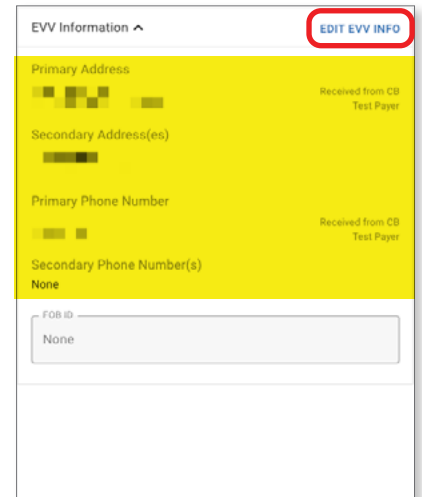 EVV Information
EDIT EVV INFO
Primary Address
Received from CB
Test Payer
Secondary Address(es)
Primary Phone Number
Received from CB
Test Payer
Secondary Phone Number(s)
None
FOB ID
None